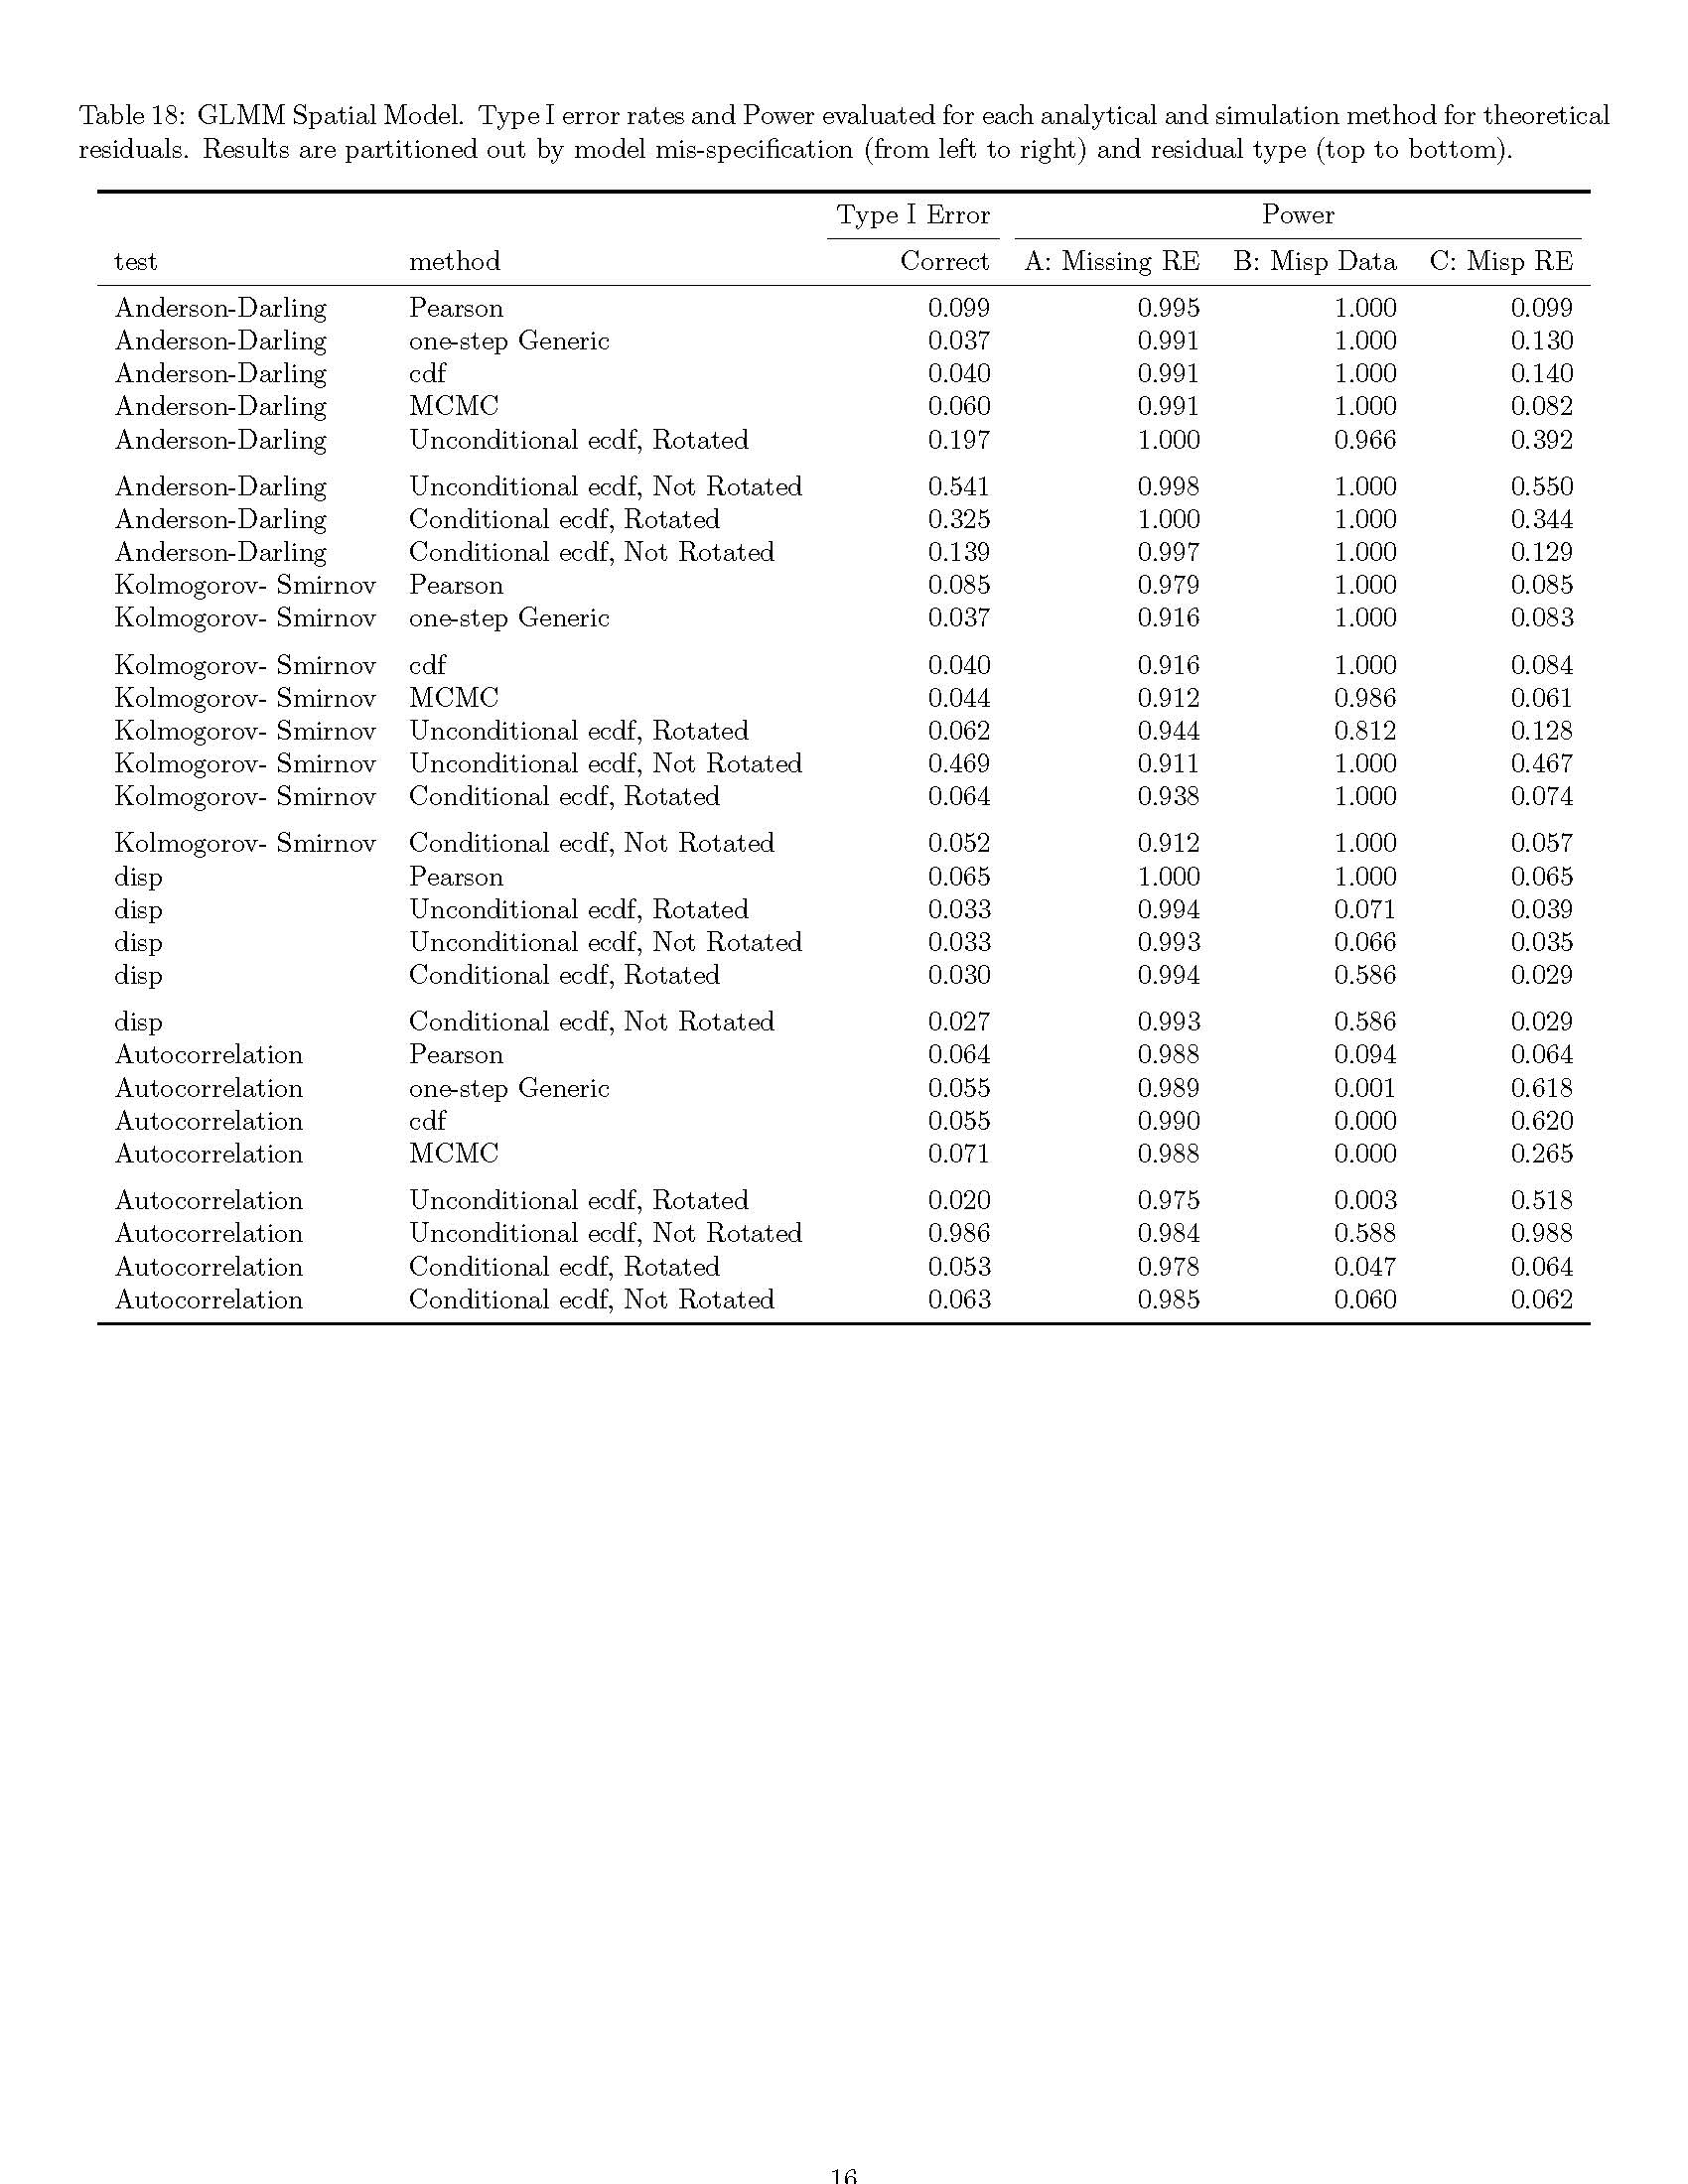 Table 18: GLMM Spatial Model. Type I error rates and Power evaluated for each analytical and simulation method for theoretical
residuals. Results are partitioned out by model mis-specification (from left to right) and residual type (top to bottom).
Type I Error Power
test method Correct A: Missing RE B: Misp Data C: Misp RE
Anderson-Darling Pearson 0.099 0.995 1.000 0.099
Anderson-Darling one-step Generic 0.037 0.991 1.000 0.130
Anderson-Darling cdf 0.040 0.991 1.000 0.140
Anderson-Darling MCMC 0.060 0.991 1.000 0.082
Anderson-Darling Unconditional ecdf, Rotated 0.197 1.000 0.966 0.392
Anderson-Darling Unconditional ecdf, Not Rotated 0.541 0.998 1.000 0.550
Anderson-Darling Conditional ecdf, Rotated 0.325 1.000 1.000 0.344
Anderson-Darling Conditional ecdf, Not Rotated 0.139 0.997 1.000 0.129
Kolmogorov- Smirnov Pearson 0.085 0.979 1.000 0.085
Kolmogorov- Smirnov one-step Generic 0.037 0.916 1.000 0.083
Kolmogorov- Smirnov cdf 0.040 0.916 1.000 0.084
Kolmogorov- Smirnov MCMC 0.044 0.912 0.986 0.061
Kolmogorov- Smirnov Unconditional ecdf, Rotated 0.062 0.944 0.812 0.128
Kolmogorov- Smirnov Unconditional ecdf, Not Rotated 0.469 0.911 1.000 0.467
Kolmogorov- Smirnov Conditional ecdf, Rotated 0.064 0.938 1.000 0.074
Kolmogorov- Smirnov Conditional ecdf, Not Rotated 0.052 0.912 1.000 0.057
disp Pearson 0.065 1.000 1.000 0.065
disp Unconditional ecdf, Rotated 0.033 0.994 0.071 0.039
disp Unconditional ecdf, Not Rotated 0.033 0.993 0.066 0.035
disp Conditional ecdf, Rotated 0.030 0.994 0.586 0.029
disp Conditional ecdf, Not Rotated 0.027 0.993 0.586 0.029
Autocorrelation Pearson 0.064 0.988 0.094 0.064
Autocorrelation one-step Generic 0.055 0.989 0.001 0.618
Autocorrelation cdf 0.055 0.990 0.000 0.620
Autocorrelation MCMC 0.071 0.988 0.000 0.265
Autocorrelation Unconditional ecdf, Rotated 0.020 0.975 0.003 0.518
Autocorrelation Unconditional ecdf, Not Rotated 0.986 0.984 0.588 0.988
Autocorrelation Conditional ecdf, Rotated 0.053 0.978 0.047 0.064
Autocorrelation Conditional ecdf, Not Rotated 0.063 0.985 0.060 0.062
16